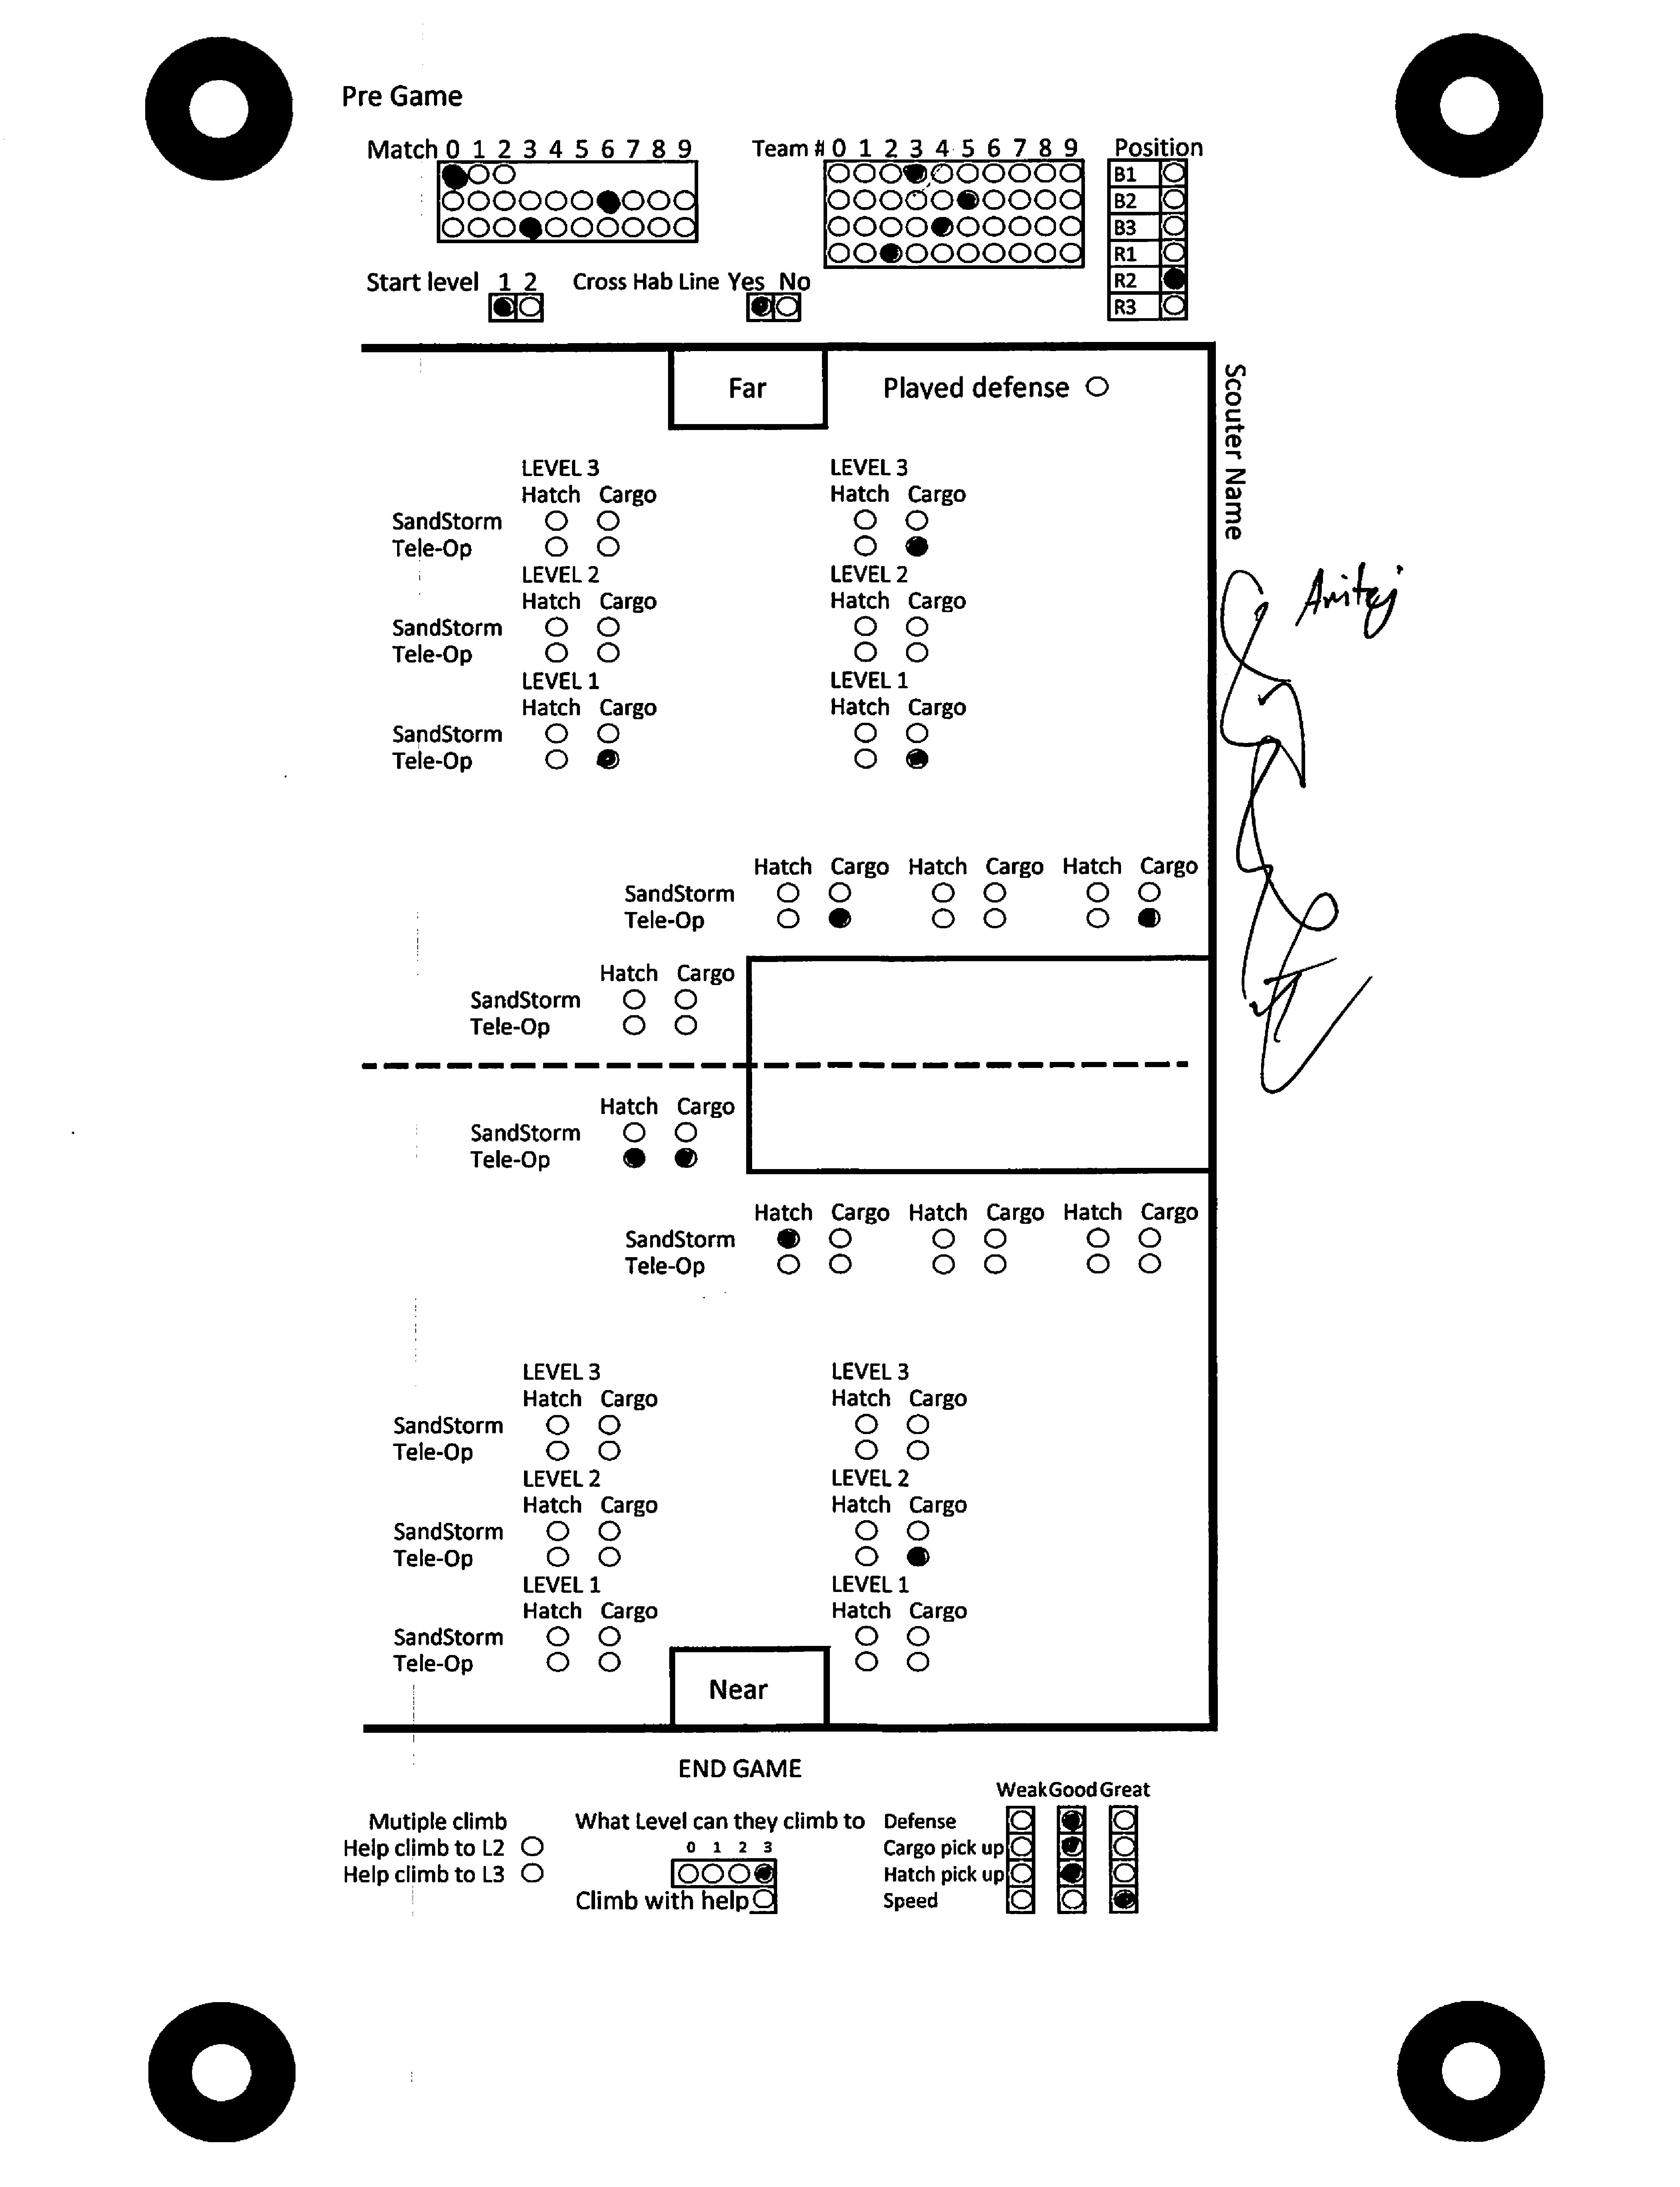 Pre Game
Match 0 1 2 3 4 5 6 7 8 9
Team # 0 1 2 3 4 5 6 7 8 9
Position
B1
B2
B3
R1
R2
R3
Start level 1 2
Cross Hab Line Yes No
Far
Played defense
Scouter Name
LEVEL 3 LEVEL 3
Hatch Cargo Hatch Cargo
SandStorm
Tele-Op
LEVEL 2 LEVEL 2
Hatch Cargo Hatch Cargo
SandStorm
Tele-Op
LEVEL 1 LEVEL 1
Hatch Cargo Hatch Cargo
SandStorm
Tele-Op
Hatch Cargo Hatch Cargo Hatch Cargo
SandStorm
Tele-Op
Hatch Cargo
SandStorm
Tele-Op
Hatch Cargo
SandStorm
Tele-Op
Hatch Cargo Hatch Cargo Hatch Cargo
SandStorm
Tele-Op
LEVEL 3 LEVEL 3
Hatch Cargo Hatch Cargo
SandStorm
Tele-Op
LEVEL 2 LEVEL 2
Hatch Cargo Hatch Cargo
SandStorm
Tele-Op
LEVEL 1 LEVEL 1
Hatch Cargo Hatch Cargo
SandStorm
Tele-Op
Near
END GAME
Mutiple climb
Help climb to L2
Help climb to L3
What Level can they climb to
0 1 2 3
Climb with help
Weak Good Great
Defense
Cargo pick up
Hatch pick up
Speed